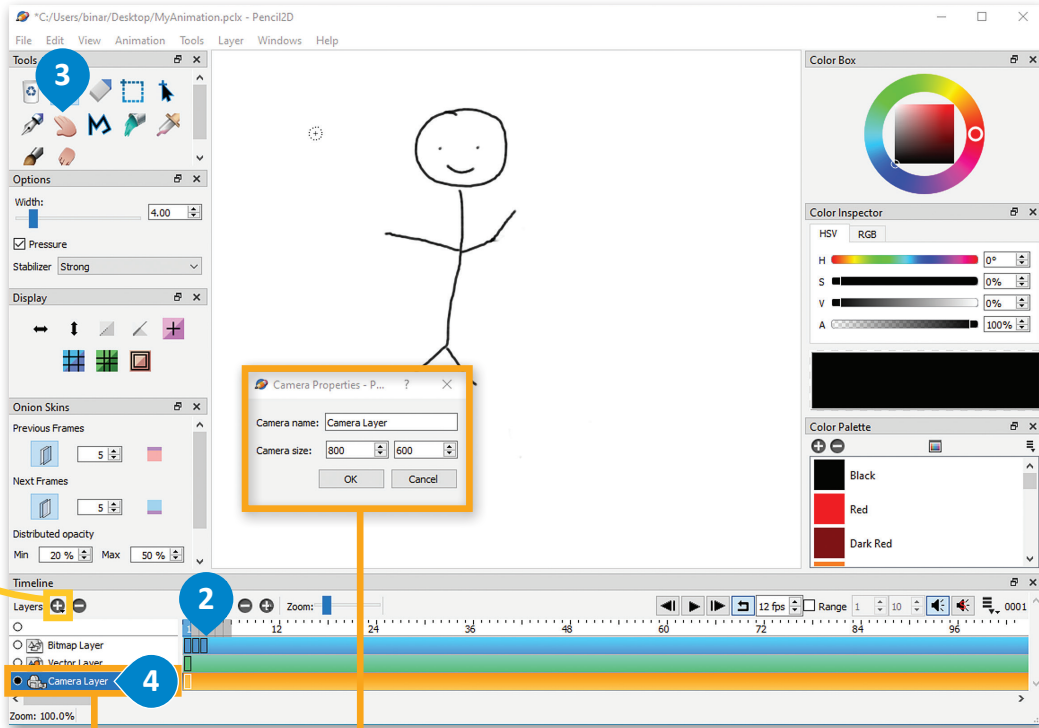 *C:/Users/binar/Desktop/MyAnimation.pclx - Pencil2D
File Edit View Animation Tools Layer Windows Help
Tools
3
Options
Width:
4.00
Pressure
Stabilizer Strong
Display
Onion Skins
Previous Frames
5
Next Frames
5
Distributed opacity
Min 20 % Max 50 %
Camera Properties - P... ?
Camera name: Camera Layer
Camera size: 800 600
OK Cancel
Color Box
Color Inspector
HSV RGB
H 0°
S 0%
V 0%
A 100%
Color Palette
Black
Red
Dark Red
Timeline
Layers: 2 Zoom: 12 fps Range 1 10 0001
1 12 24 36 48 60 72 84 96
Bitmap Layer
Vector Layer
Camera Layer 4
Zoom: 100.0%